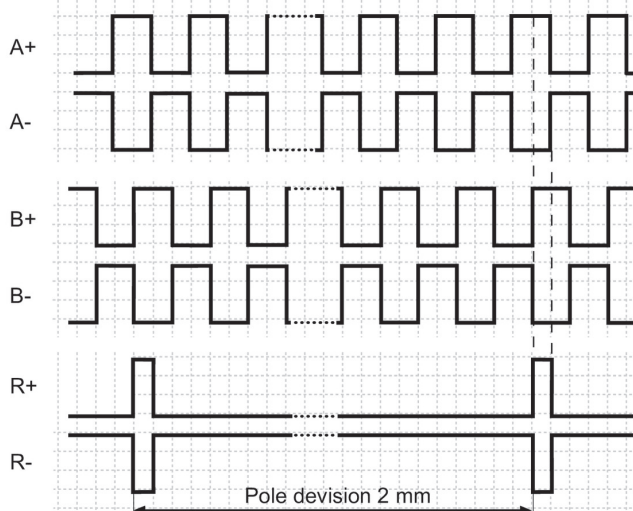 A+
A-
B+
B-
R+
R-
Pole devision 2 mm